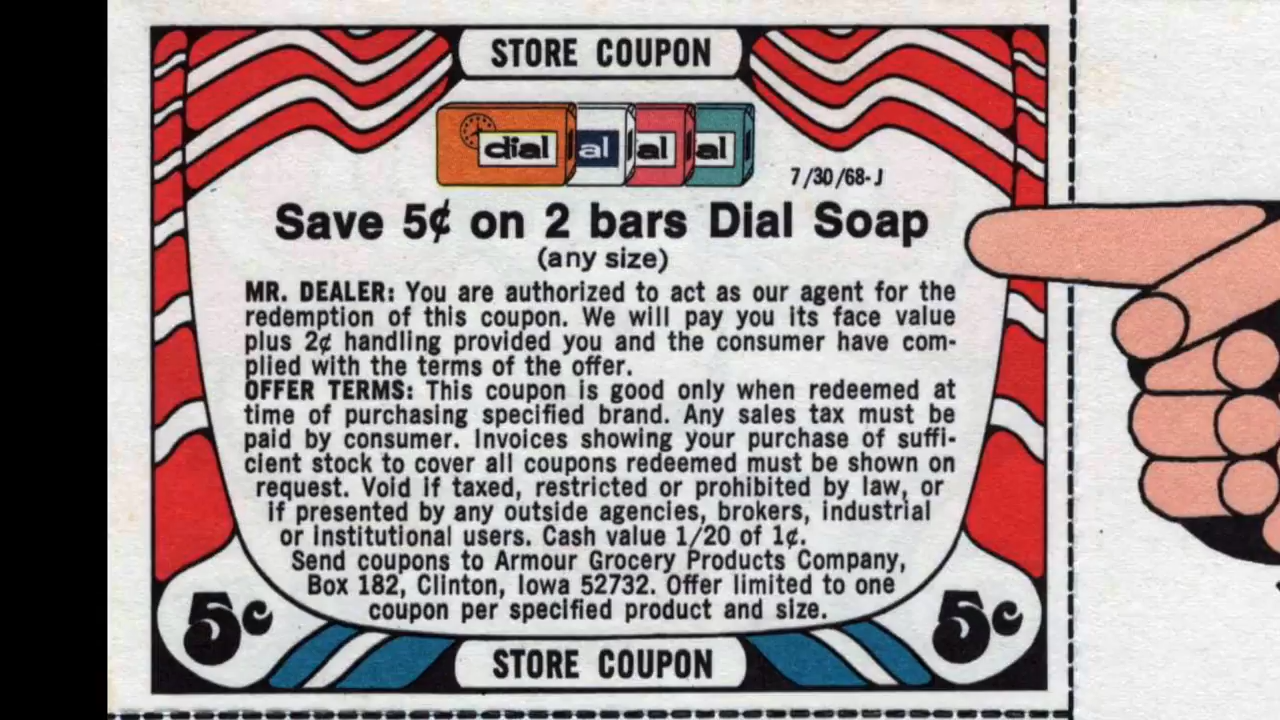 STORE COUPON
dial al al al
7/30/68-J
Save 5¢ on 2 bars Dial Soap
(any size)
MR. DEALER: You are authorized to act as our agent for the
redemption of this coupon. We will pay you its face value
plus 2¢ handling provided you and the consumer have com-
plied with the terms of the offer.
OFFER TERMS: This coupon is good only when redeemed at
time of purchasing specified brand. Any sales tax must be
paid by consumer. Invoices showing your purchase of suffi-
cient stock to cover all coupons redeemed must be shown on
request. Void if taxed, restricted or prohibited by law, or
if presented by any outside agencies, brokers, industrial
or institutional users. Cash value 1/20 of 1¢.
Send coupons to Armour Grocery Products Company,
Box 182, Clinton, Iowa 52732. Offer limited to one
coupon per specified product and size.
5¢ 5¢
STORE COUPON